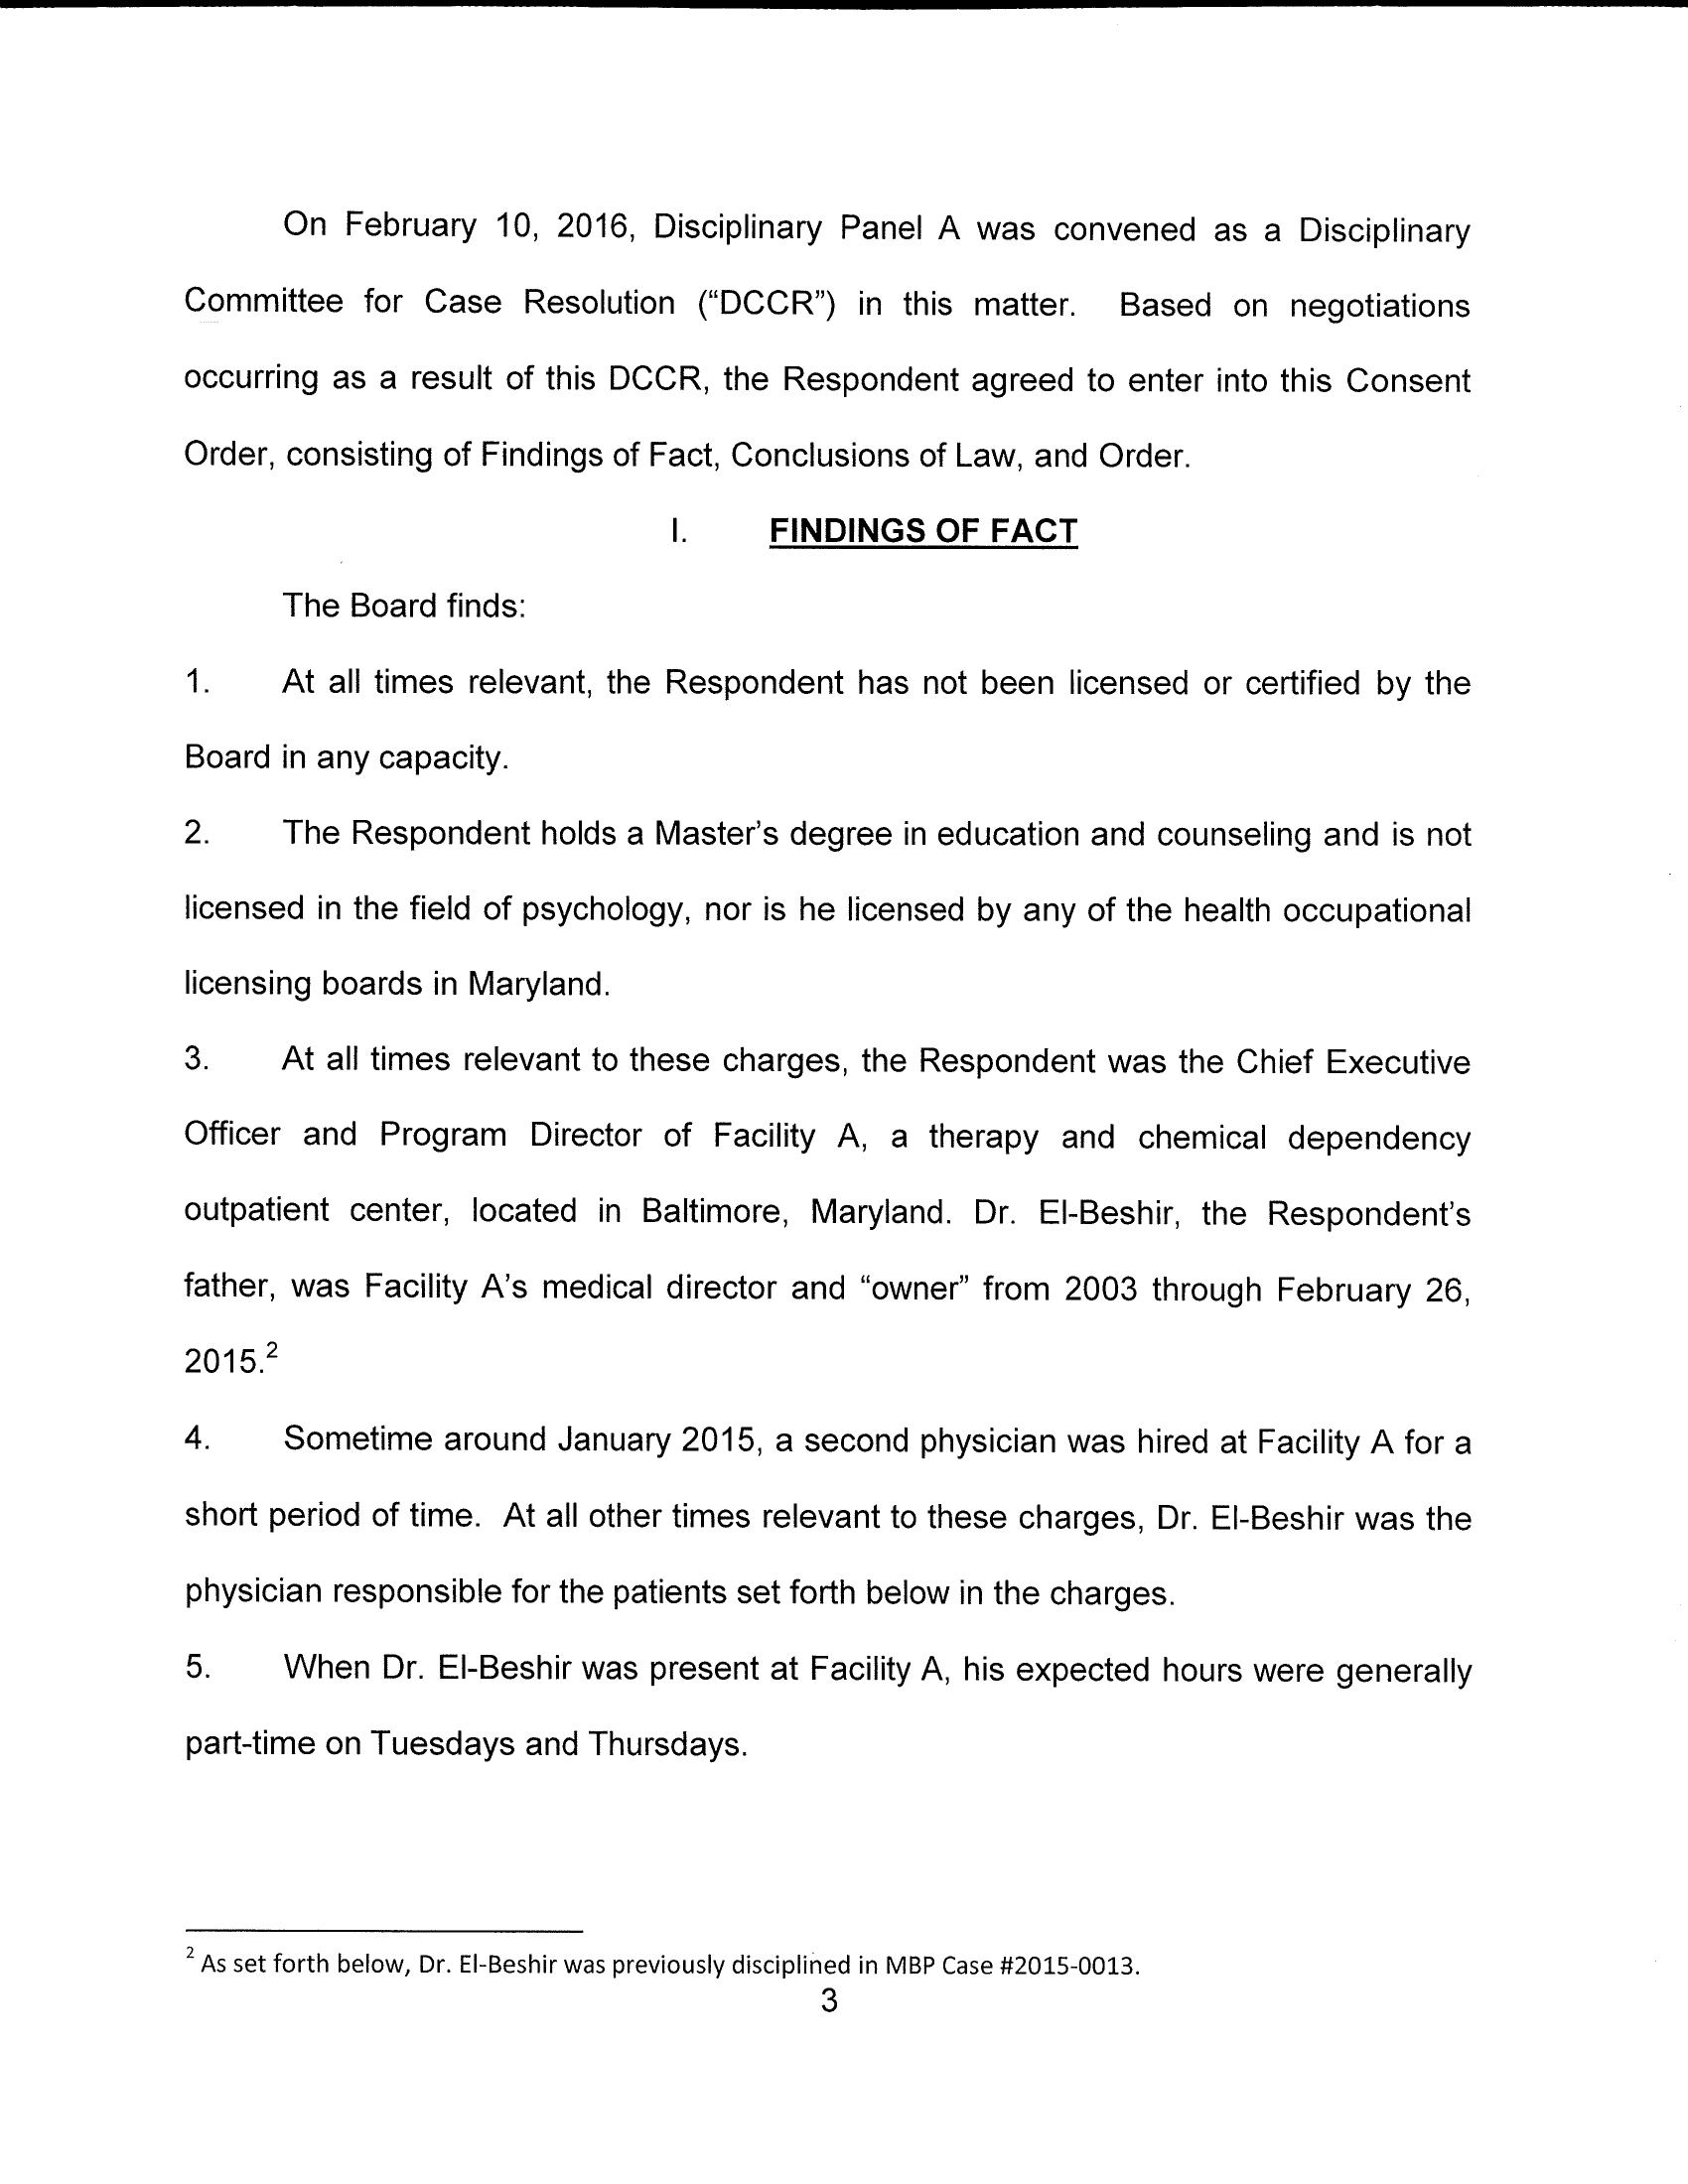 On February 10, 2016, Disciplinary Panel A was convened as a Disciplinary
Committee for Case Resolution (“DCCR”) in this matter. Based on negotiations
occurring as a result of this DCCR, the Respondent agreed to enter into this Consent
Order, consisting of Findings of Fact, Conclusions of Law, and Order.
I. FINDINGS OF FACT
The Board finds:
1. At all times relevant, the Respondent has not been licensed or certified by the
Board in any capacity.
2. The Respondent holds a Master’s degree in education and counseling and is not
licensed in the field of psychology, nor is he licensed by any of the health occupational
licensing boards in Maryland.
3. At all times relevant to these charges, the Respondent was the Chief Executive
Officer and Program Director of Facility A, a therapy and chemical dependency
outpatient center, located in Baltimore, Maryland. Dr. El-Beshir, the Respondent’s
father, was Facility A’s medical director and “owner” from 2003 through February 26,
2015.²
4. Sometime around January 2015, a second physician was hired at Facility A for a
short period of time. At all other times relevant to these charges, Dr. El-Beshir was the
physician responsible for the patients set forth below in the charges.
5. When Dr. El-Beshir was present at Facility A, his expected hours were generally
part-time on Tuesdays and Thursdays.
² As set forth below, Dr. El-Beshir was previously disciplined in MBP Case #2015-0013.
3